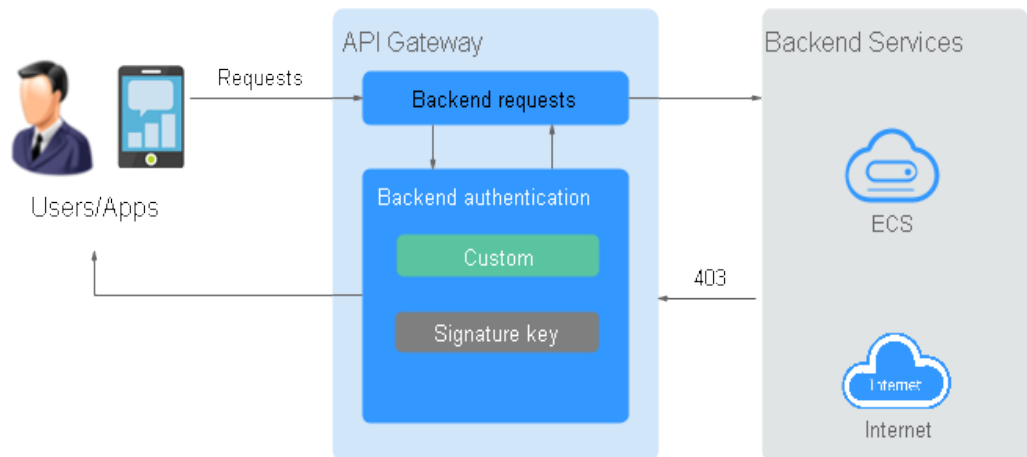 API Gateway
Backend Services
Requests
Backend requests
Users/Apps
Backend authentication
Custom
Signature key
403
ECS
Internet
Internet